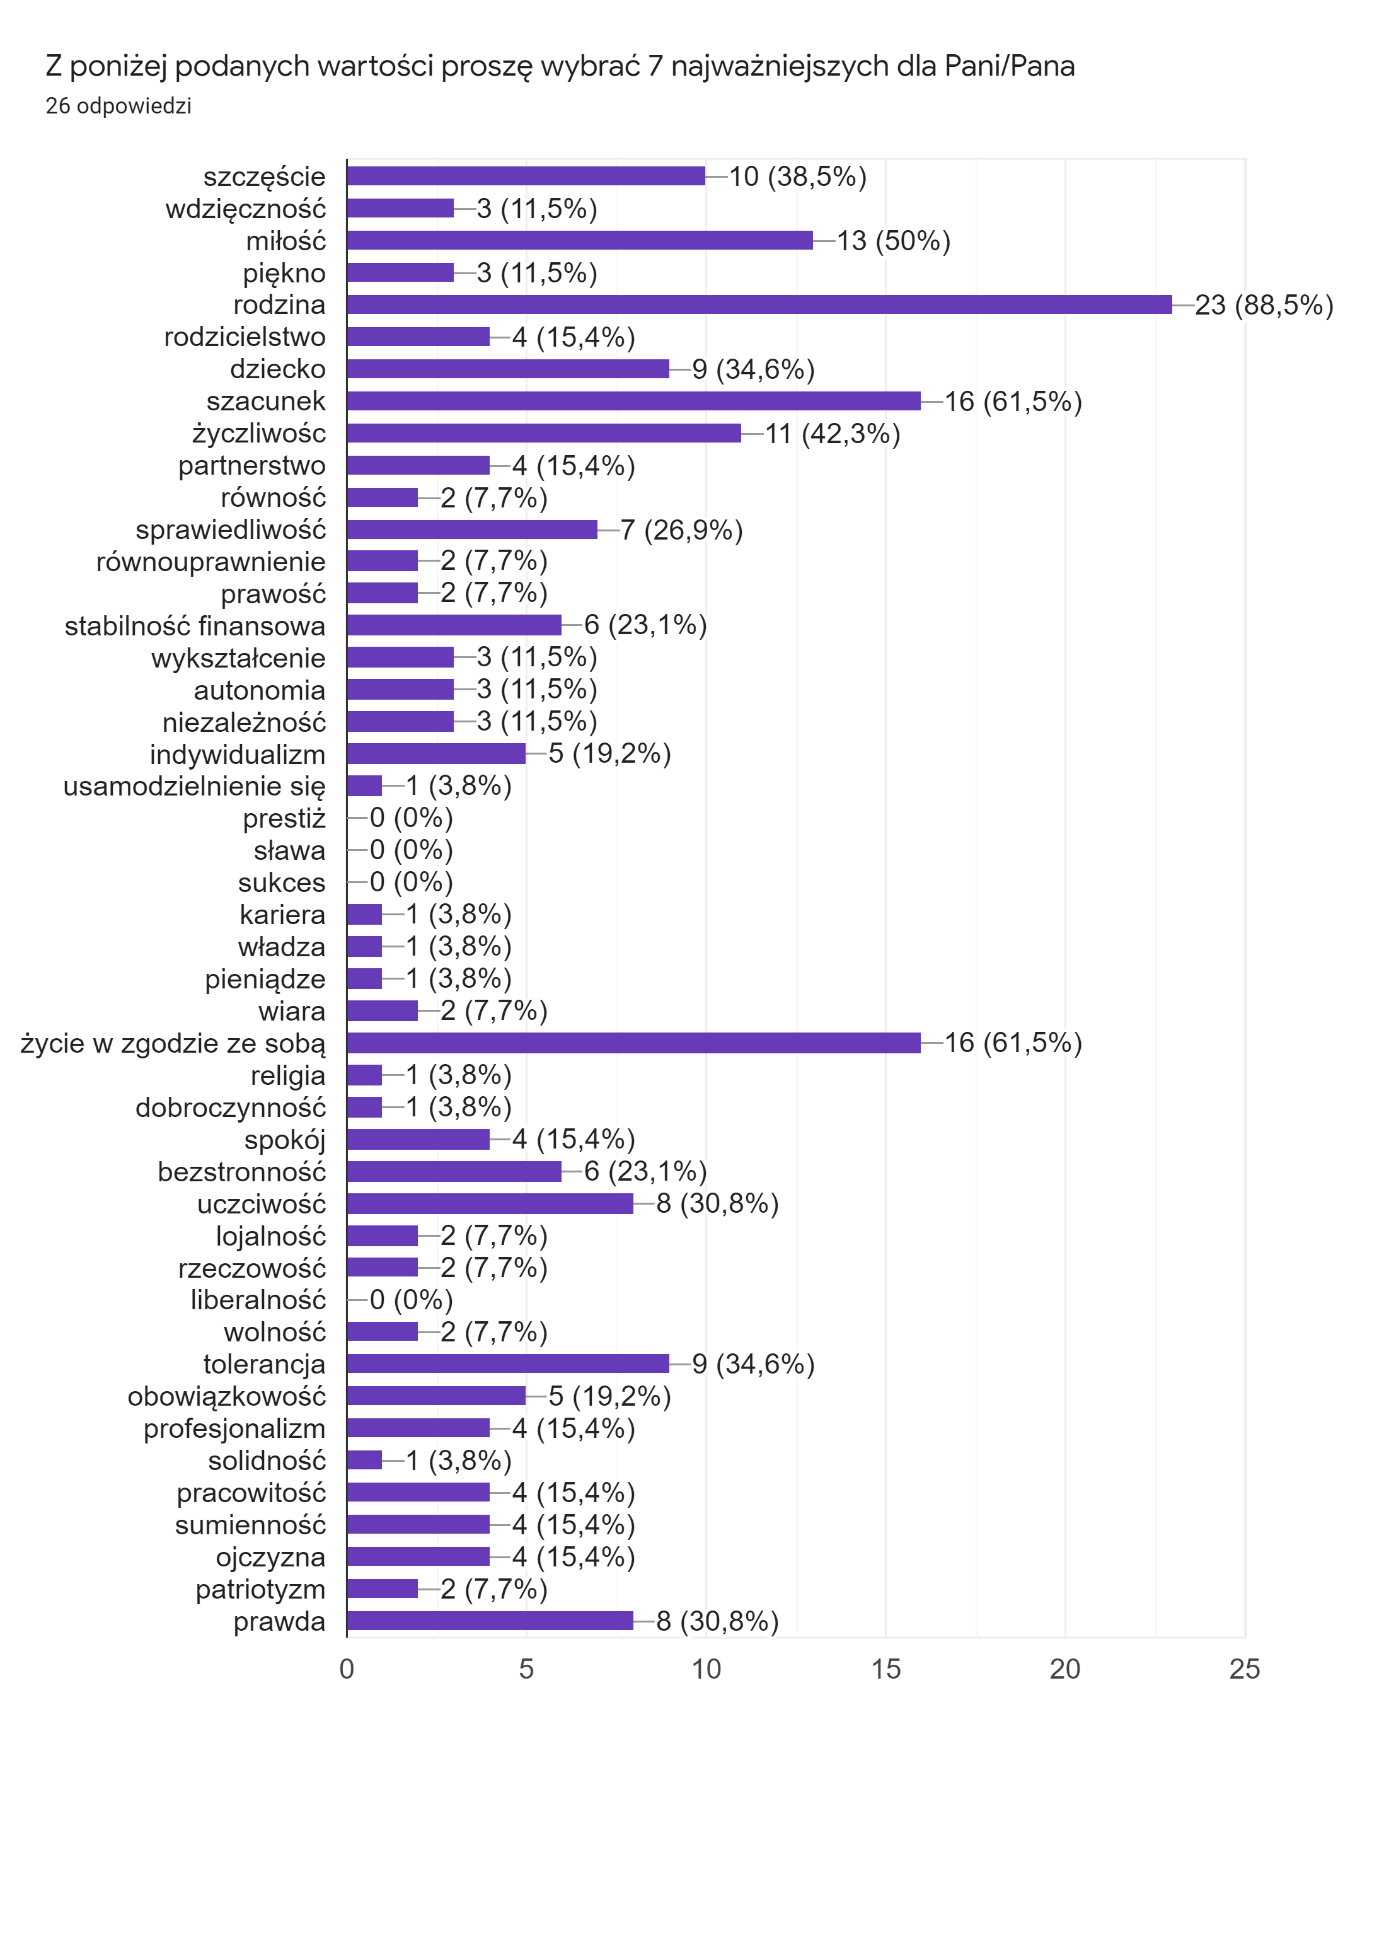 Z poniżej podanych wartości proszę wybrać 7 najważniejszych dla Pani/Pana
26 odpowiedzi
szczęście 10 (38,5%)
wdzięczność 3 (11,5%)
miłość 13 (50%)
piękno 3 (11,5%)
rodzina 23 (88,5%)
rodzicielstwo 4 (15,4%)
dziecko 9 (34,6%)
szacunek 16 (61,5%)
życzliwośc 11 (42,3%)
partnerstwo 4 (15,4%)
równość 2 (7,7%)
sprawiedliwość 7 (26,9%)
równouprawnienie 2 (7,7%)
prawość 2 (7,7%)
stabilność finansowa 6 (23,1%)
wykształcenie 3 (11,5%)
autonomia 3 (11,5%)
niezależność 3 (11,5%)
indywidualizm 5 (19,2%)
usamodzielnienie się 1 (3,8%)
prestiż 0 (0%)
sława 0 (0%)
sukces 0 (0%)
kariera 1 (3,8%)
władza 1 (3,8%)
pieniądze 1 (3,8%)
wiara 2 (7,7%)
życie w zgodzie ze sobą 16 (61,5%)
religia 1 (3,8%)
dobroczynność 1 (3,8%)
spokój 4 (15,4%)
bezstronność 6 (23,1%)
uczciwość 8 (30,8%)
lojalność 2 (7,7%)
rzeczowość 2 (7,7%)
liberalność 0 (0%)
wolność 2 (7,7%)
tolerancja 9 (34,6%)
obowiązkowość 5 (19,2%)
profesjonalizm 4 (15,4%)
solidność 1 (3,8%)
pracowitość 4 (15,4%)
sumienność 4 (15,4%)
ojczyzna 4 (15,4%)
patriotyzm 2 (7,7%)
prawda 8 (30,8%)
0 5 10 15 20 25